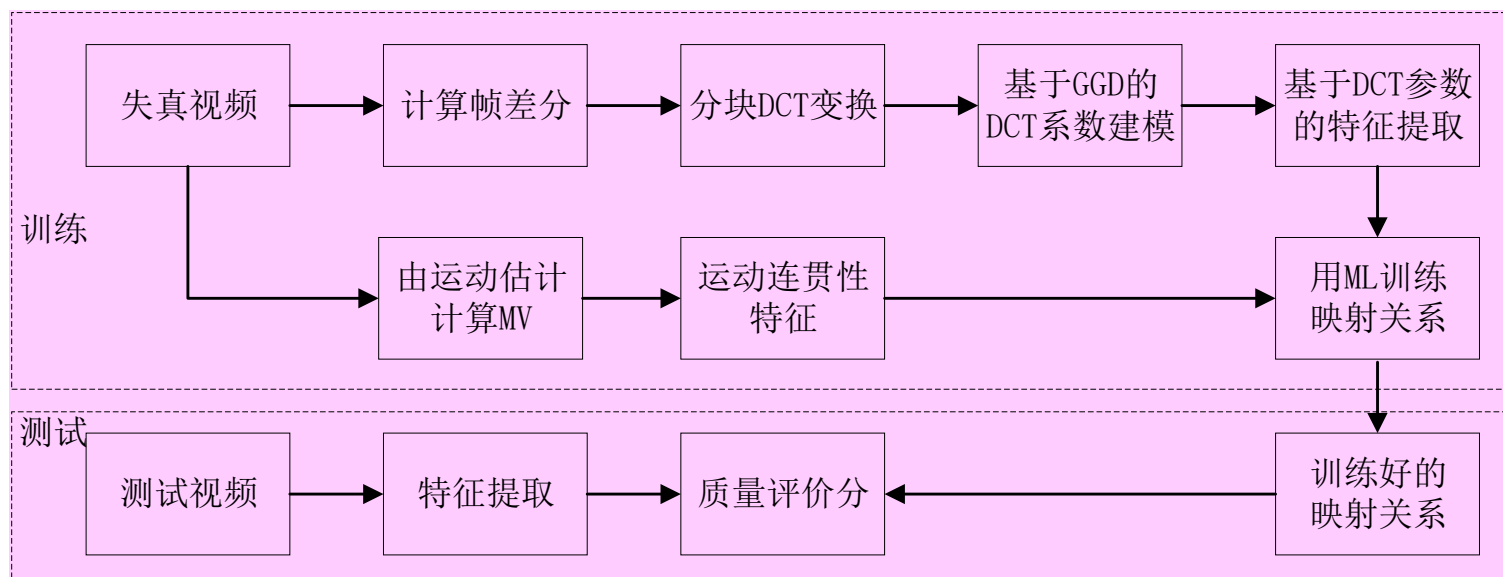 失真视频
计算帧差分
分块DCT变换
基于GGD的
DCT系数建模
基于DCT参数
的特征提取
训练
由运动估计
计算MV
运动连贯性
特征
用ML训练
映射关系
测试
测试视频
特征提取
质量评价分
训练好的
映射关系